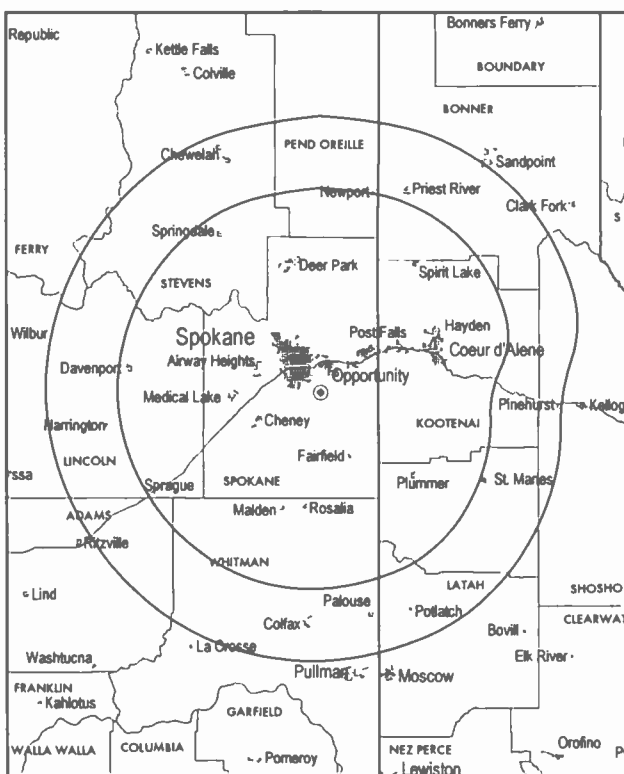 Bonners Ferry
Republic
Kettle Falls
BOUNDARY
Colville
BONNER
PEND OREILLE
Chewelah
Sandpoint
Newport
Priest River
Clark Fork
S
Springdale
FERRY
Deer Park
Spirit Lake
STEVENS
Wilbur
Spokane
Post Falls
Hayden
Airway Heights
Coeur d'Alene
Davenport
Opportunity
Medical Lake
Pinehurst
Kellog
Cheney
KOOTENAI
Harrington
Fairfield
LINCOLN
rssa
Sprague
SPOKANE
Plummer
St. Maries
Malden
Rosalia
ADAMS
Ritzville
WHITMAN
LATAH
SHOSHO
Lind
Palouse
Potlatch
CLEARWAT
Colfax
Bovill
La Crosse
Elk River
Washtucna
Pullman
Moscow
FRANKLIN
Kahlotus
GARFIELD
WALLA WALLA
COLUMBIA
NEZ PERCE
Orofino
Pomeroy
Lewiston